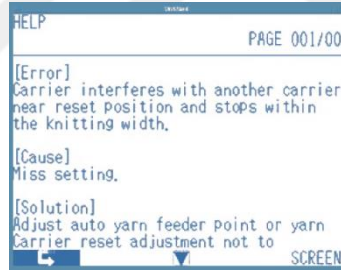 Untitled
HELP
PAGE 001/00
[Error]
Carrier interferes with another carrier
near reset position and stops within
the knitting width.
[Cause]
Miss setting.
[Solution]
Adjust auto yarn feeder point or yarn
Carrier reset adjustment not to
SCREEN